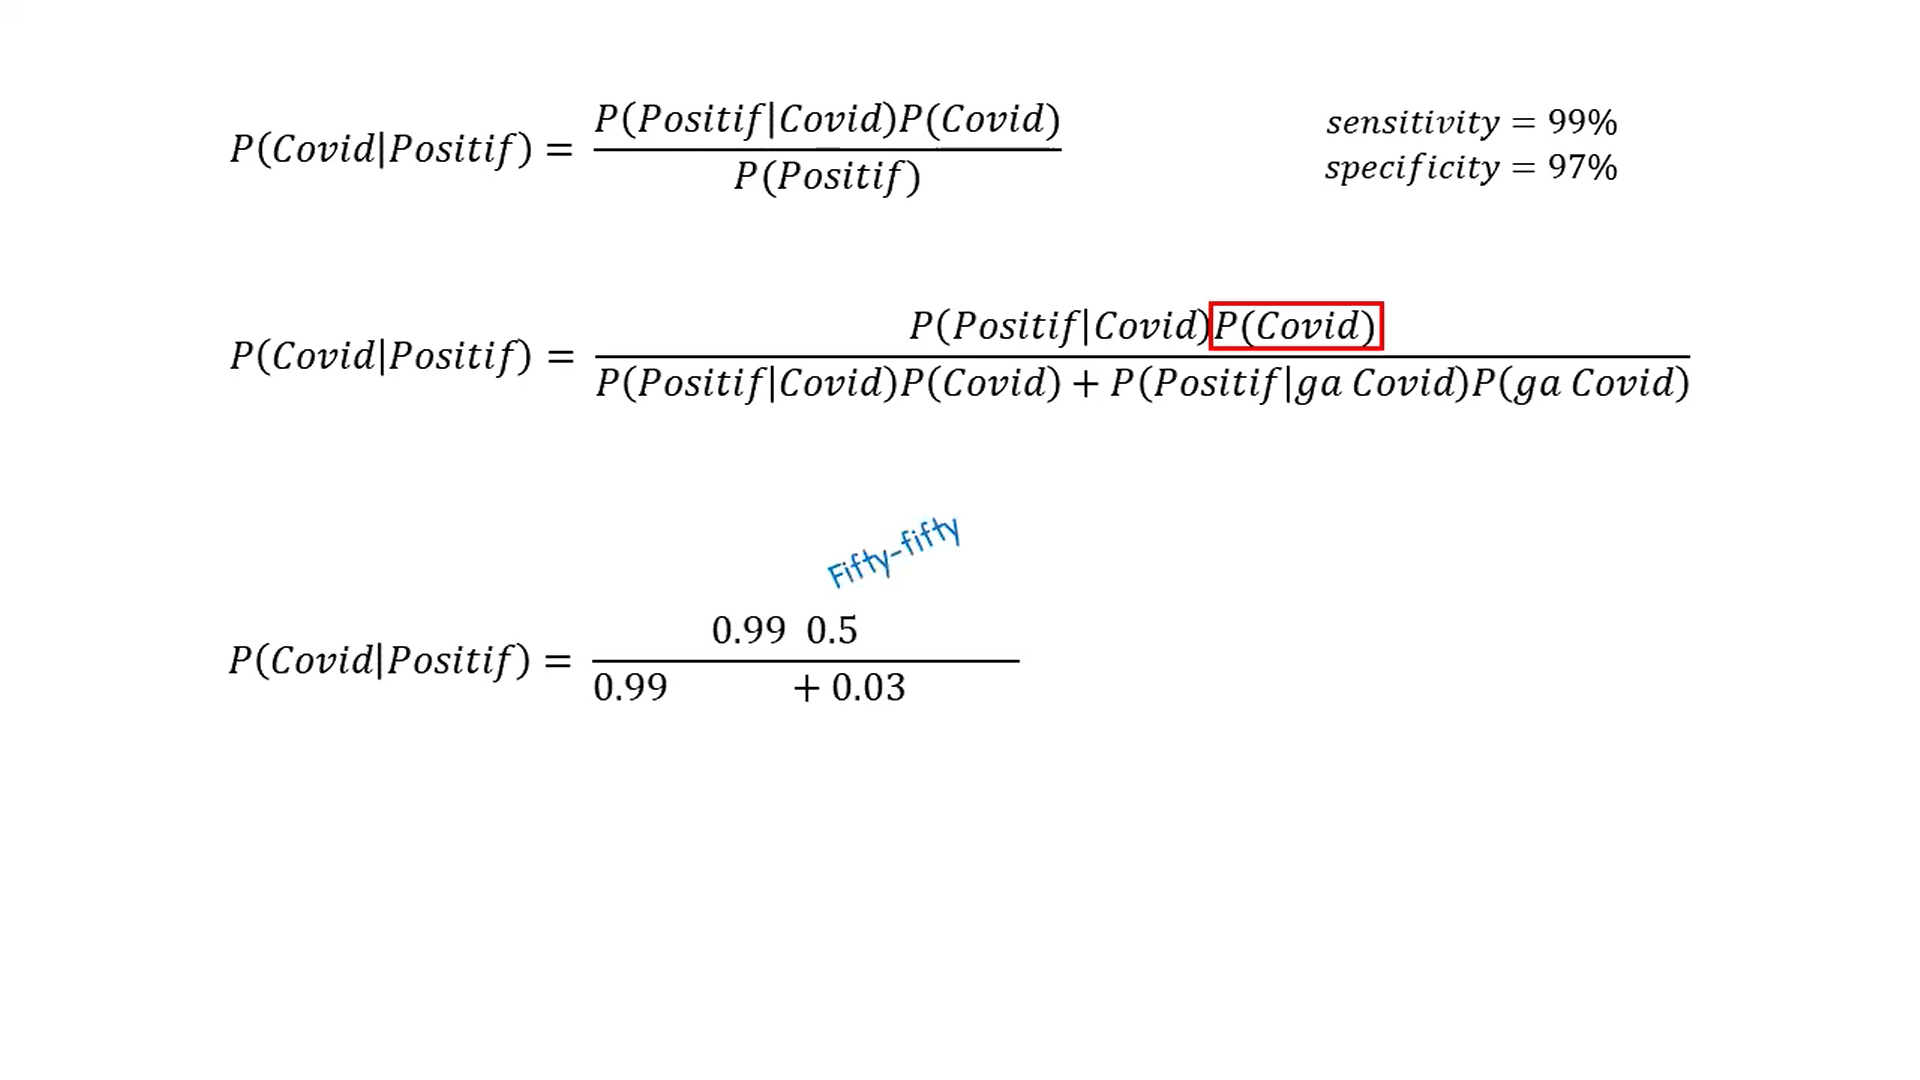 P(Covid|Positif) = P(Positif|Covid)P(Covid) / P(Positif)
sensitivity = 99%
specificity = 97%
P(Covid|Positif) = P(Positif|Covid)P(Covid) / P(Positif|Covid)P(Covid) + P(Positif|ga Covid)P(ga Covid)
Fifty-fifty
P(Covid|Positif) = 0.99 0.5 / 0.99 + 0.03